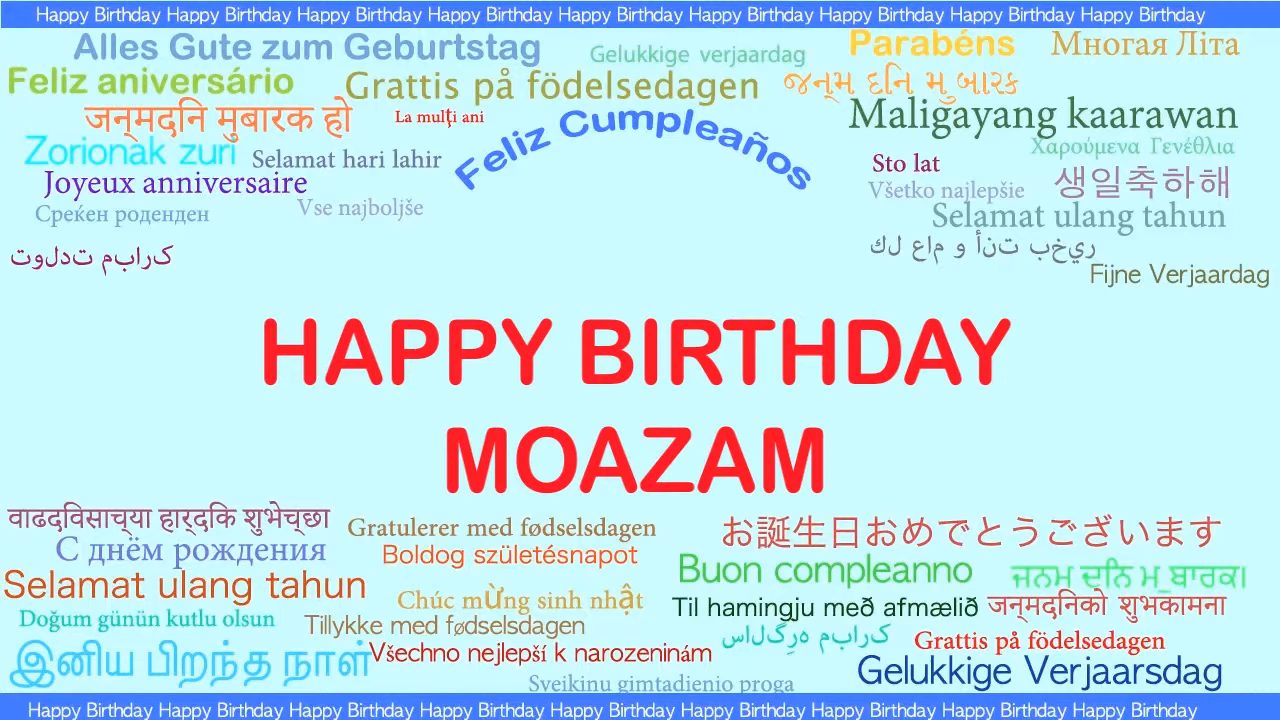 Happy Birthday Happy Birthday Happy Birthday Happy Birthday Happy Birthday Happy Birthday Happy Birthday Happy Birthday Happy Birthday
Alles Gute zum Geburtstag
Gelukkige verjaardag
Parabéns
Многая Літа
Feliz aniversário
Grattis på födelsedagen
જન્મ દિન મુબારક
जन्मदिन मुबारक हो
La mulţi ani
Feliz Cumpleaños
Maligayang kaarawan
Zorionak zuri
Selamat hari lahir
Sto lat
Χαρούμενα Γενέθλια
Joyeux anniversaire
Všetko najlepšie
생일축하해
Срeќен роденден
Vse najboljše
Selamat ulang tahun
תולדת مبارک
كل عام و أنت بخير
Fijne Verjaardag
HAPPY BIRTHDAY
MOAZAM
वाढदिवसाच्या हार्दिक शुभेच्छा
Gratulerer med fødselsdagen
お誕生日おめでとうございます
С днём рождения
Boldog születésnapot
Buon compleanno
ਜਨਮ ਦਿਨ ਮੁਬਾਰਕ।
Selamat ulang tahun
Chúc mừng sinh nhật
Til hamingju með afmælið
जन्मदिनको शुभकामना
Doğum günün kutlu olsun
Tillykke med fødselsdagen
سالگِرہ مبارک
Grattis på födelsedagen
இனிய பிறந்த நாள்
Všechno nejlepší k narozeninám
Gelukkige Verjaarsdag
Sveikinu gimtadienio proga
Happy Birthday Happy Birthday Happy Birthday Happy Birthday Happy Birthday Happy Birthday Happy Birthday Happy Birthday Happy Birthday